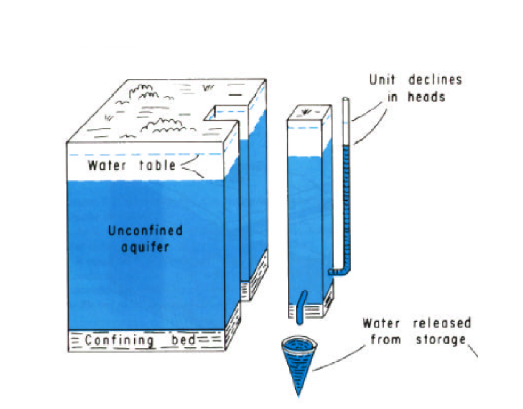 Unit declines
in heads
Water table
Unconfined
aquifer
Confining bed
Water released
from storage